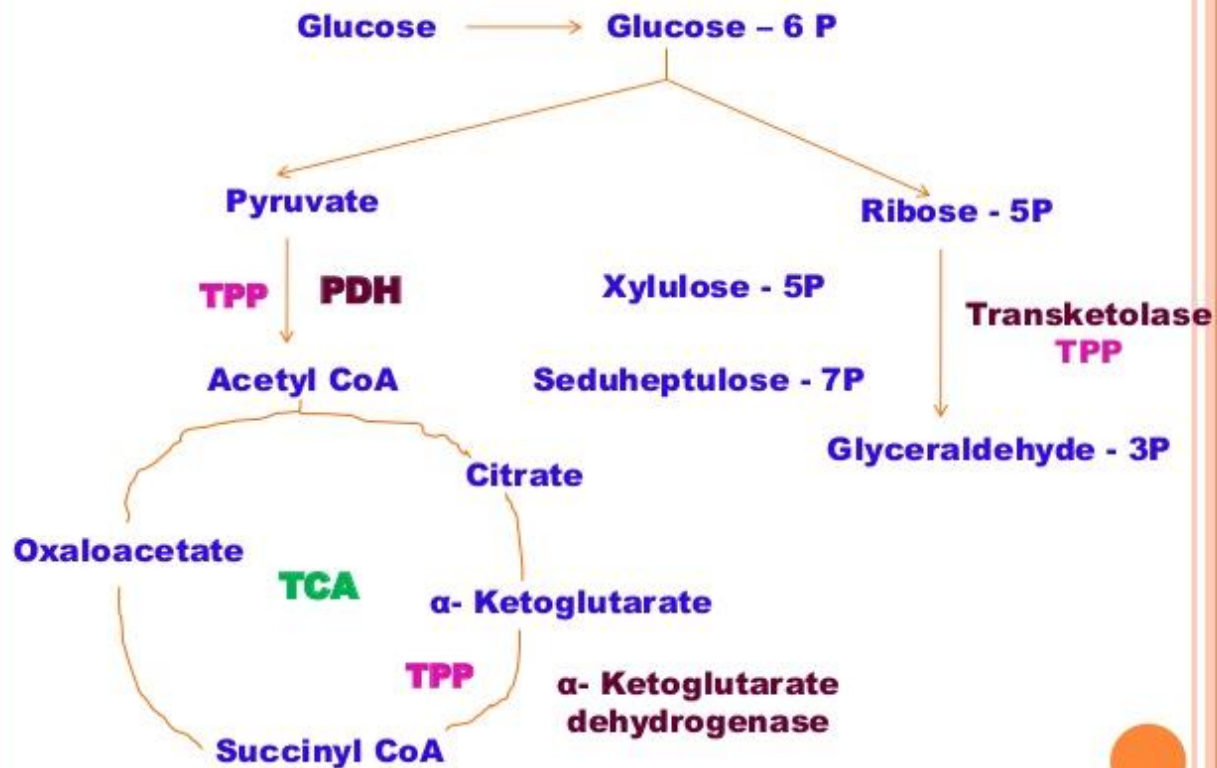 Glucose
Glucose – 6 P
Pyruvate
Ribose - 5P
TPP
PDH
Xylulose - 5P
Transketolase
TPP
Acetyl CoA
Seduheptulose - 7P
Glyceraldehyde - 3P
Citrate
Oxaloacetate
TCA
α- Ketoglutarate
TPP
α- Ketoglutarate
dehydrogenase
Succinyl CoA